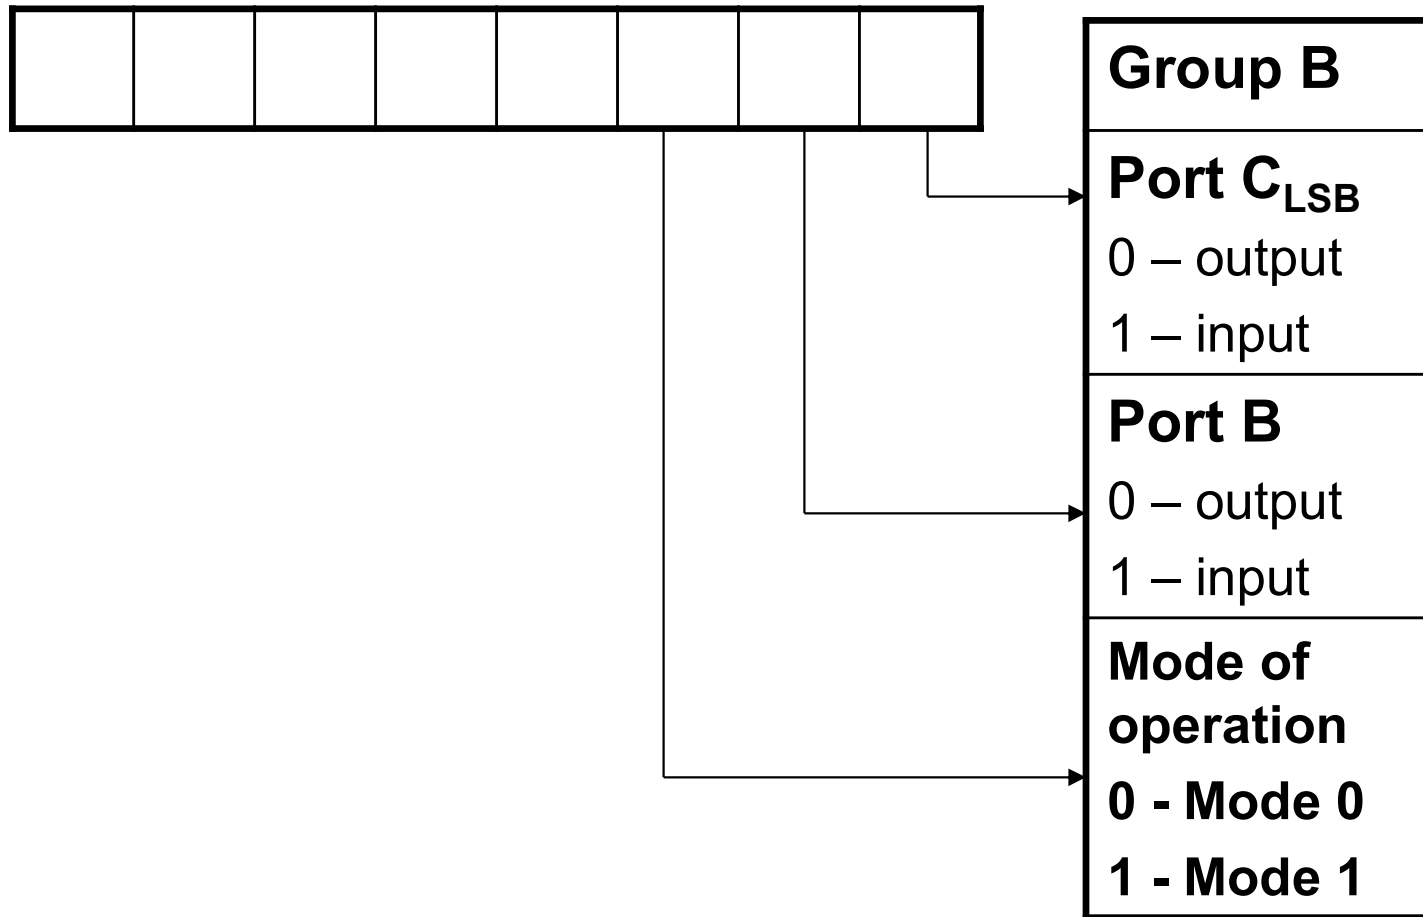 Group B
Port C LSB
0 – output
1 – input
Port B
0 – output
1 – input
Mode of
operation
0 - Mode 0
1 - Mode 1